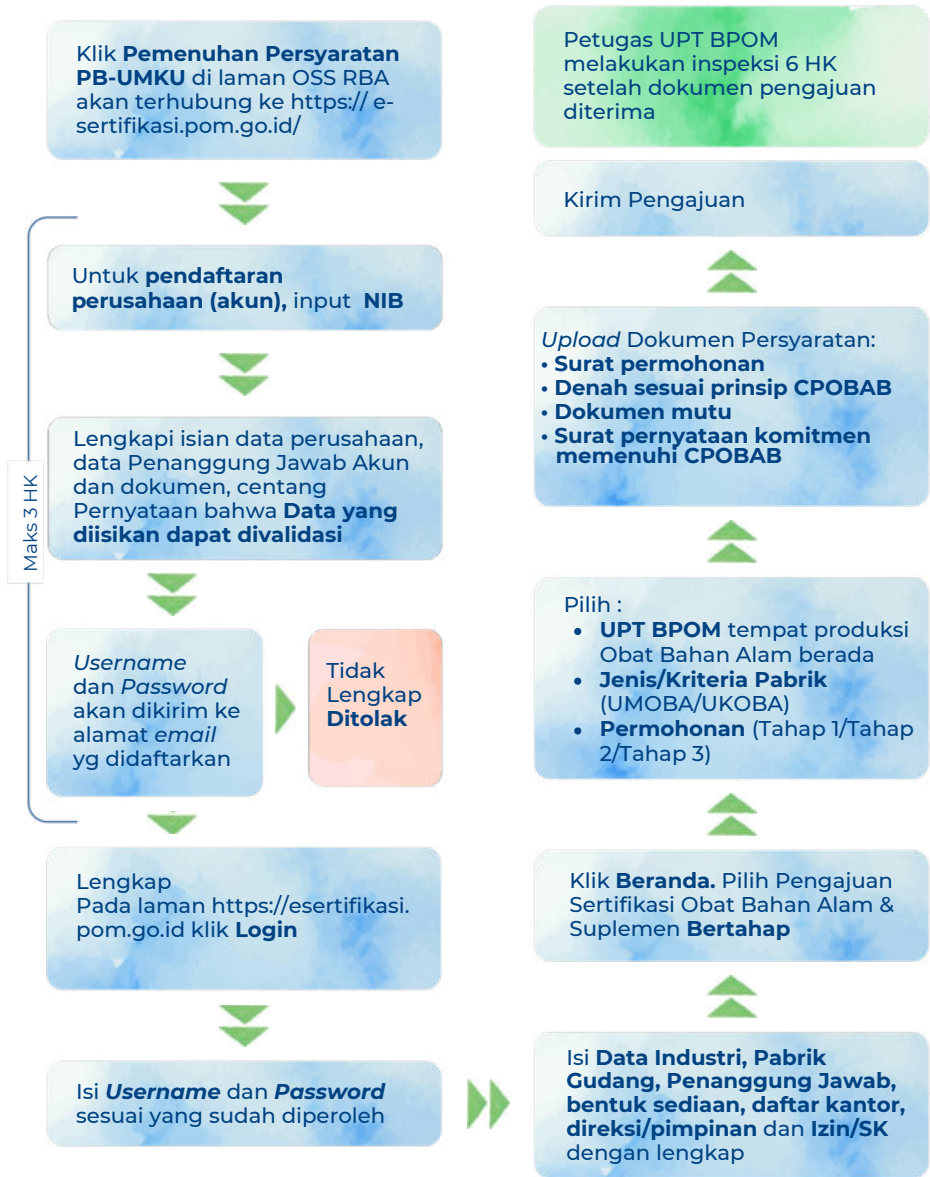 Klik Pemenuhan Persyaratan
PB-UMKU di laman OSS RBA
akan terhubung ke https:// e-
sertifikasi.pom.go.id/
Maks 3 HK
Untuk pendaftaran
perusahaan (akun), input NIB
Lengkapi isian data perusahaan,
data Penanggung Jawab Akun
dan dokumen, centang
Pernyataan bahwa Data yang
diisikan dapat divalidasi
Username
dan Password
akan dikirim ke
alamat email
yg didaftarkan
Tidak
Lengkap
Ditolak
Lengkap
Pada laman https://esertifikasi.
pom.go.id klik Login
Isi Username dan Password
sesuai yang sudah diperoleh
Isi Data Industri, Pabrik
Gudang, Penanggung Jawab,
bentuk sediaan, daftar kantor,
direksi/pimpinan dan Izin/SK
dengan lengkap
Klik Beranda. Pilih Pengajuan
Sertifikasi Obat Bahan Alam &
Suplemen Bertahap
Pilih :
• UPT BPOM tempat produksi
Obat Bahan Alam berada
• Jenis/Kriteria Pabrik
(UMOBA/UKOBA)
• Permohonan (Tahap 1/Tahap
2/Tahap 3)
Upload Dokumen Persyaratan:
• Surat permohonan
• Denah sesuai prinsip CPOBAB
• Dokumen mutu
• Surat pernyataan komitmen
memenuhi CPOBAB
Kirim Pengajuan
Petugas UPT BPOM
melakukan inspeksi 6 HK
setelah dokumen pengajuan
diterima